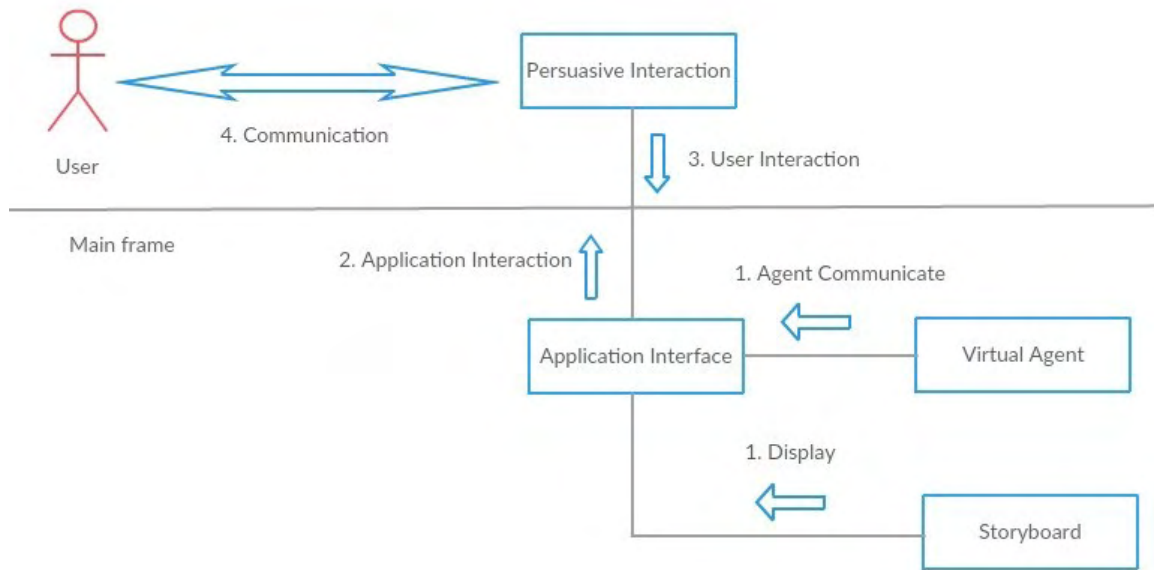 Persuasive Interaction
4. Communication
User
3. User Interaction
Main frame
2. Application Interaction
1. Agent Communicate
Application Interface
Virtual Agent
1. Display
Storyboard